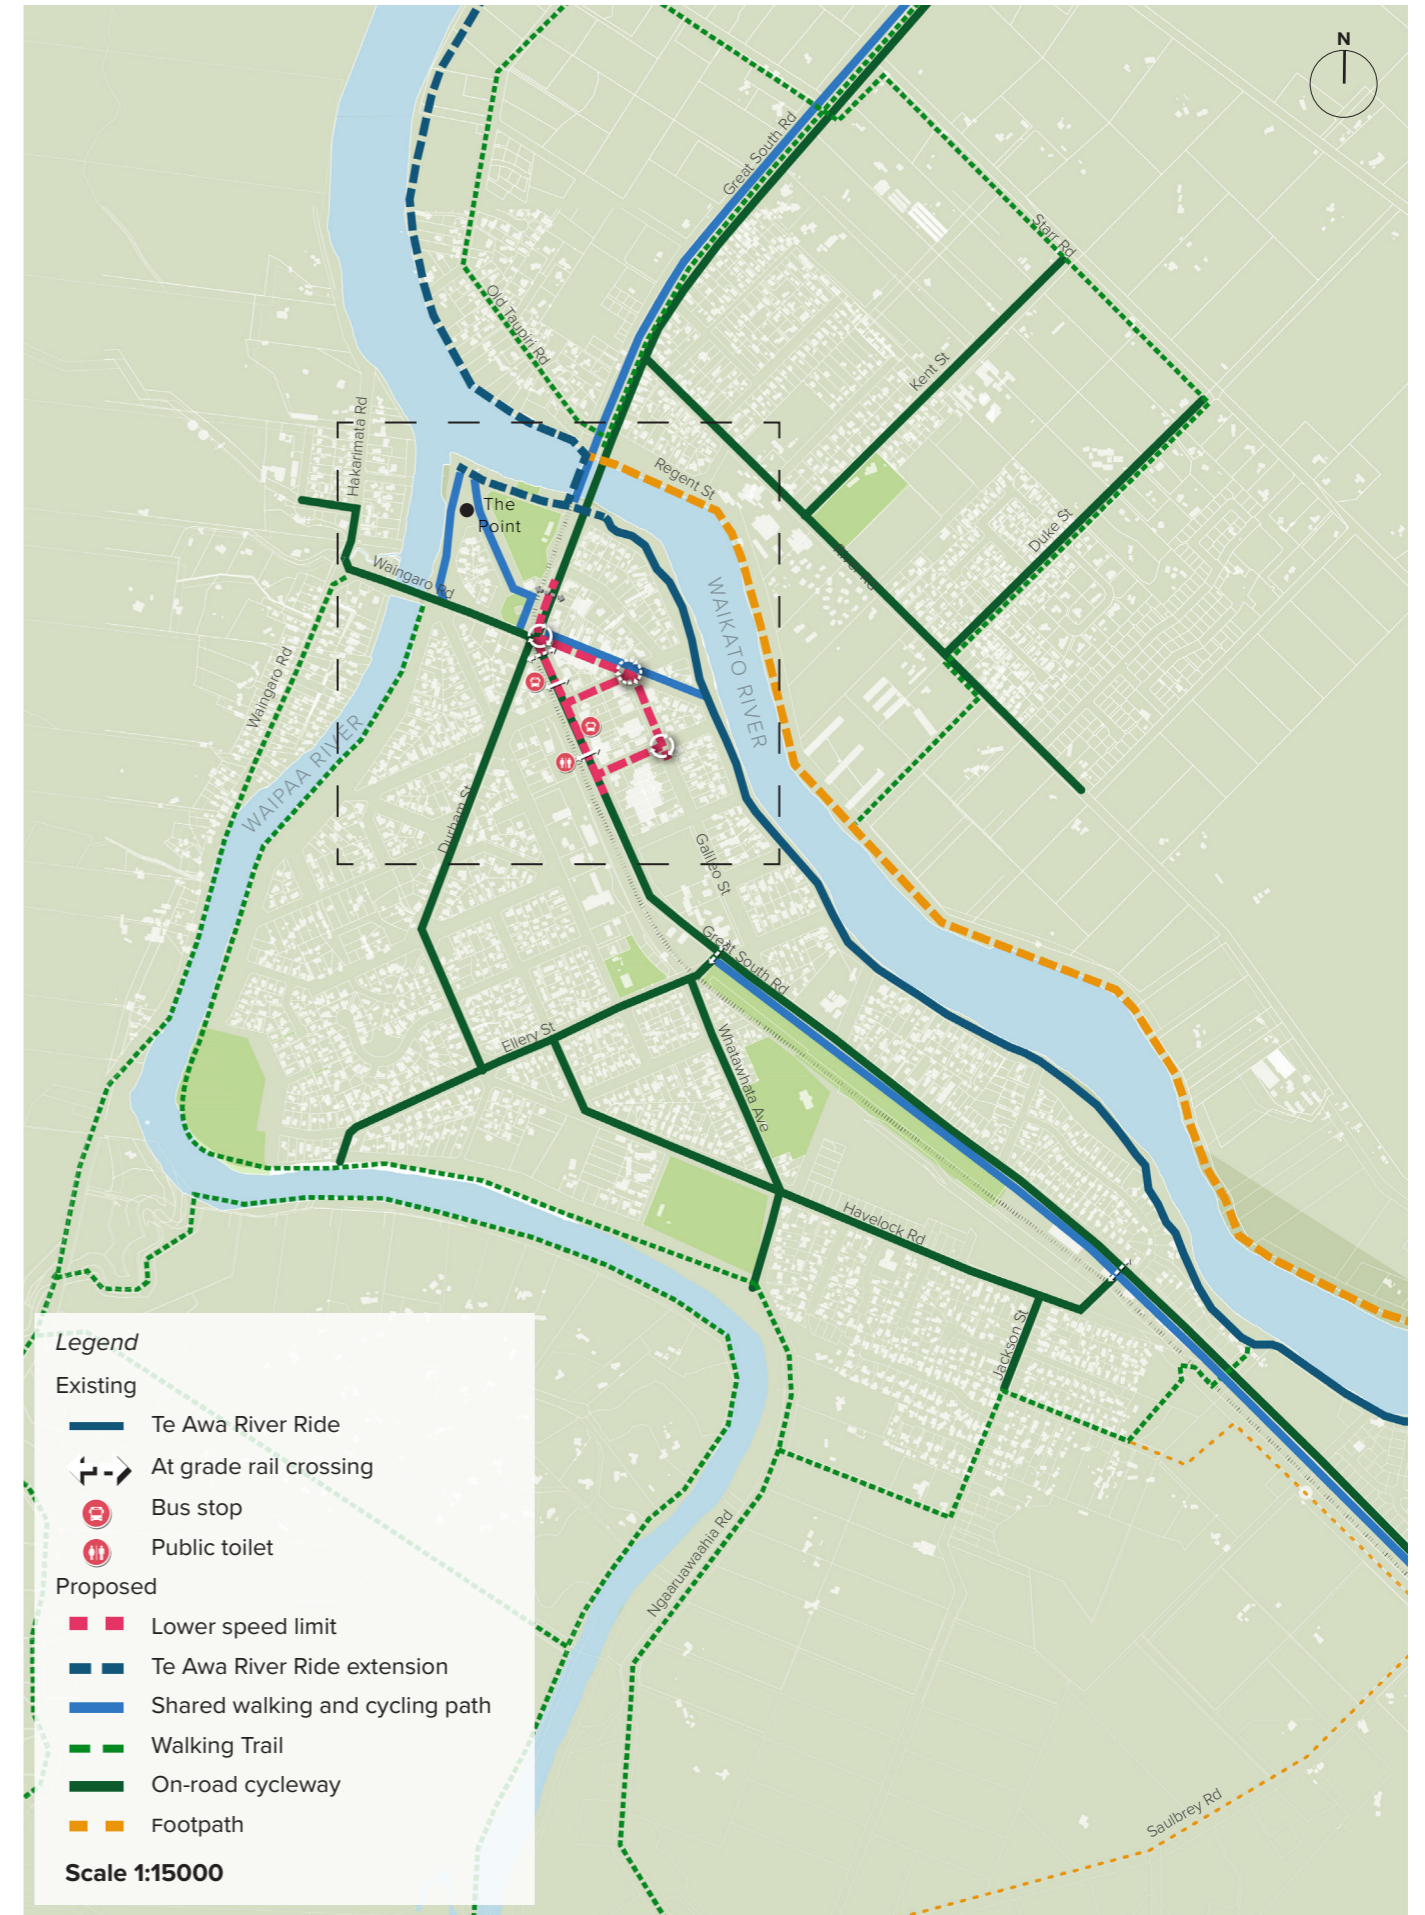 N
Great South Rd
Starr Rd
Old Taupiri Rd
Kent St
Hakarimata Rd
Regent St
The
Point
Duke St
River Rd
Waingaro Rd
WAIKATO RIVER
Waingaro Rd
WAIPAA RIVER
Durham St
Galileo St
Great South Rd
Ellery St
Whatawhata Ave
Havelock Rd
Jackson St
Ngaaruawaahia Rd
Saulbrey Rd
Legend
Existing
Te Awa River Ride
At grade rail crossing
Bus stop
Public toilet
Proposed
Lower speed limit
Te Awa River Ride extension
Shared walking and cycling path
Walking Trail
On-road cycleway
Footpath
Scale 1:15000